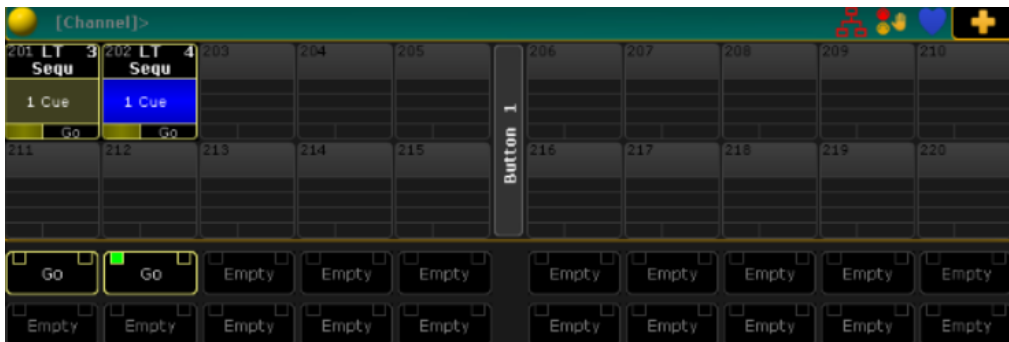 [Channel]>
201 LT 3 202 LT 4 203 204 205 206 207 208 209 210
Sequ Sequ
1 Cue 1 Cue
Go Go
Button 1
211 212 213 214 215 216 217 218 219 220
Go Go Empty Empty Empty Empty Empty Empty Empty Empty
Empty Empty Empty Empty Empty Empty Empty Empty Empty Empty